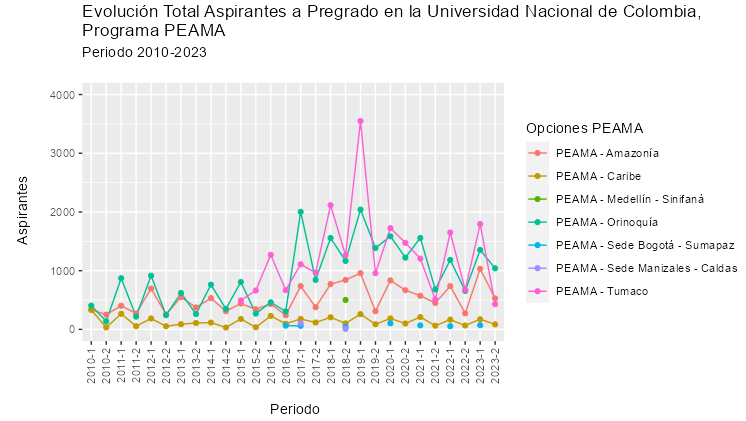 Evolución Total Aspirantes a Pregrado en la Universidad Nacional de Colombia,
Programa PEAMA
Periodo 2010-2023
4000
3000
2000
1000
0
Aspirantes
2010-1
2010-2
2011-1
2011-2
2012-1
2012-2
2013-1
2013-2
2014-1
2014-2
2015-1
2015-2
2016-1
2016-2
2017-1
2017-2
2018-1
2018-2
2019-1
2019-2
2020-1
2020-2
2021-1
2021-2
2022-1
2022-2
2023-1
2023-2
Periodo
Opciones PEAMA
PEAMA - Amazonía
PEAMA - Caribe
PEAMA - Medellín - Sinifaná
PEAMA - Orinoquía
PEAMA - Sede Bogotá - Sumapaz
PEAMA - Sede Manizales - Caldas
PEAMA - Tumaco